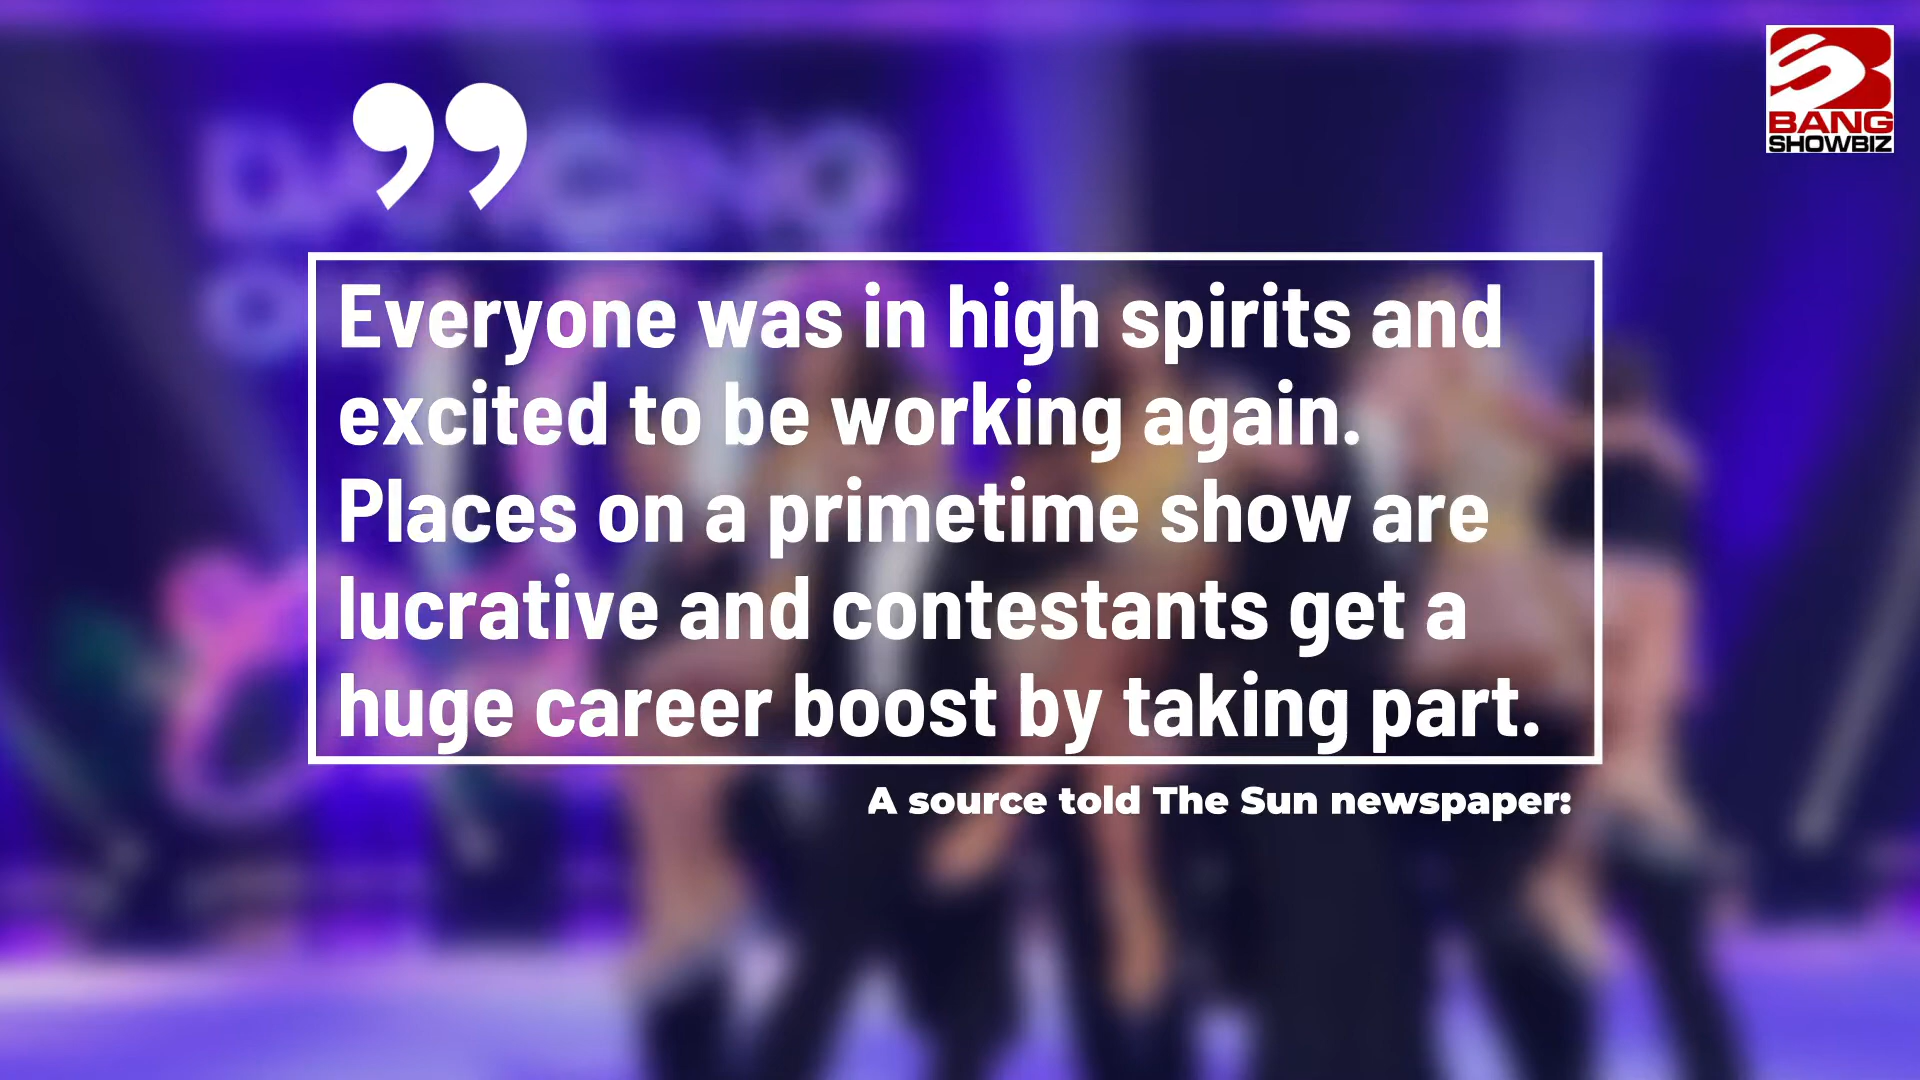 BANG
SHOWBIZ
”
Everyone was in high spirits and
excited to be working again.
Places on a primetime show are
lucrative and contestants get a
huge career boost by taking part.
A source told The Sun newspaper: